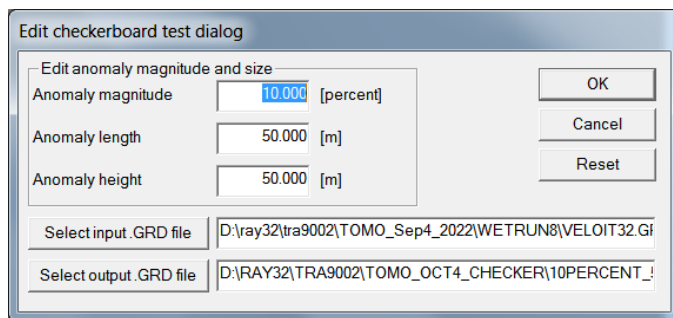 Edit checkerboard test dialog
Edit anomaly magnitude and size
Anomaly magnitude 10.000 [percent]
Anomaly length 50.000 [m]
Anomaly height 50.000 [m]
OK
Cancel
Reset
Select input .GRD file D:\ray32\tra9002\TOMO_Sep4_2022\WETRUN8\VELOIT32.GF
Select output .GRD file D:\RAY32\TRA9002\TOMO_OCT4_CHECKER\10PERCENT_5